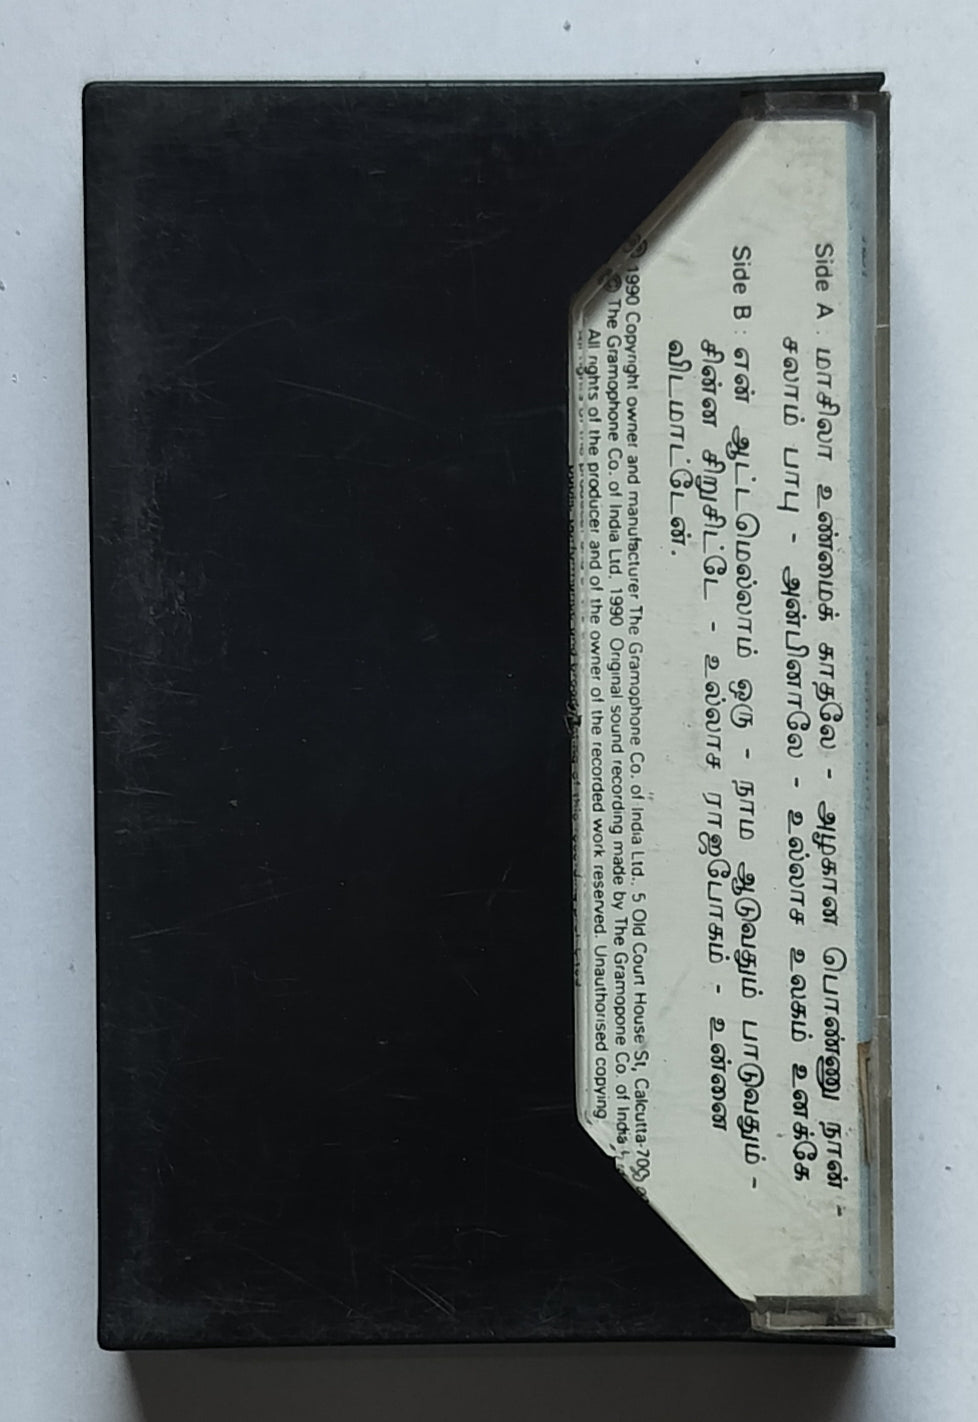 Side A : மாசிலா உண்மைக் காதலே - அழகான பொண்ணு நான் -
சலாம் பாபு - அன்பினாலே - உல்லாச உலகம் உனக்கே
Side B : என் ஆட்டமெல்லாம் ஒரு - நாம ஆடுவதும் பாடுவதும் -
சின்ன சிறுசிட்டே - உல்லாச ராஜபோகம் - உன்னை
விடமாட்டேன்.
Ⓟ 1990 Copyright owner and manufacturer The Gramophone Co. of India Ltd., 5 Old Court House St, Calcutta-700
© The Gramophone Co. of India Ltd. 1990 Original sound recording made by The Gramopone Co. of India
All rights of the producer and of the owner of the recorded work reserved. Unauthorised copying